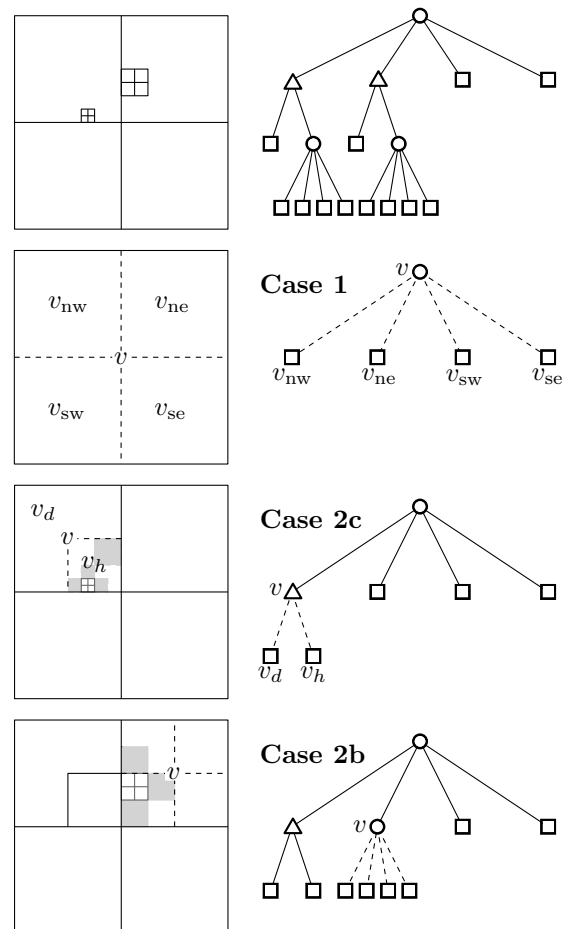 v_nw
v_ne
v
v_sw
v_se
Case 1
v
v_nw
v_ne
v_sw
v_se
v_d
v
v_h
Case 2c
v
v_d
v_h
v
Case 2b
v